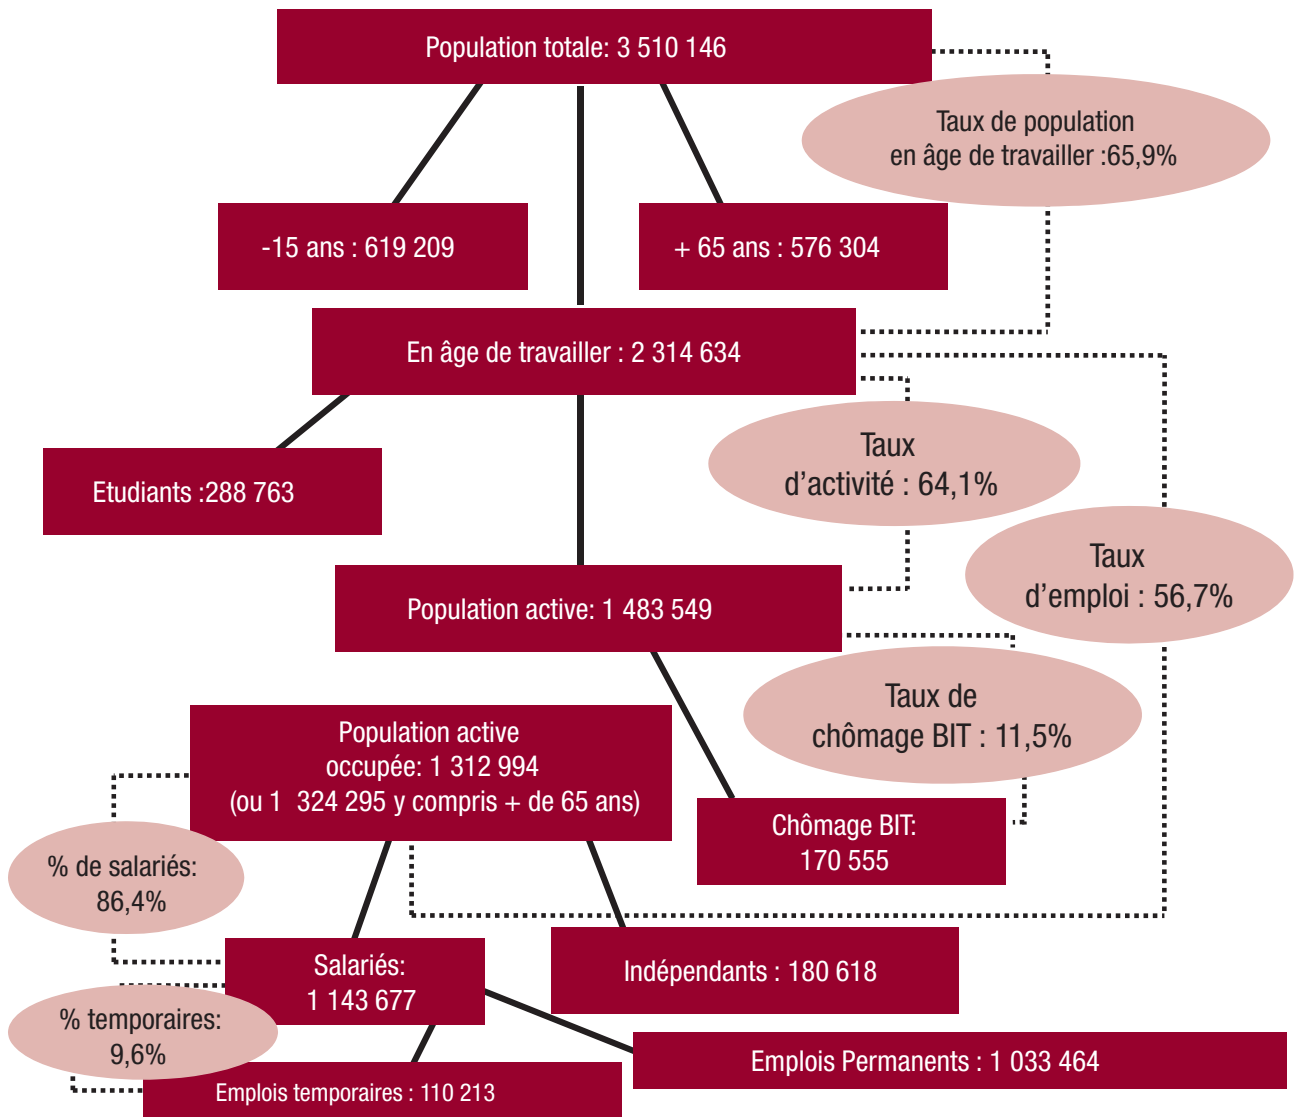 Population totale: 3 510 146
Taux de population
en âge de travailler :65,9%
-15 ans : 619 209
+ 65 ans : 576 304
En âge de travailler : 2 314 634
Taux
d’activité : 64,1%
Etudiants :288 763
Taux
d’emploi : 56,7%
Population active: 1 483 549
Taux de
chômage BIT : 11,5%
Population active
occupée: 1 312 994
(ou 1 324 295 y compris + de 65 ans)
Chômage BIT:
170 555
% de salariés:
86,4%
Salariés:
1 143 677
Indépendants : 180 618
% temporaires:
9,6%
Emplois Permanents : 1 033 464
Emplois temporaires : 110 213